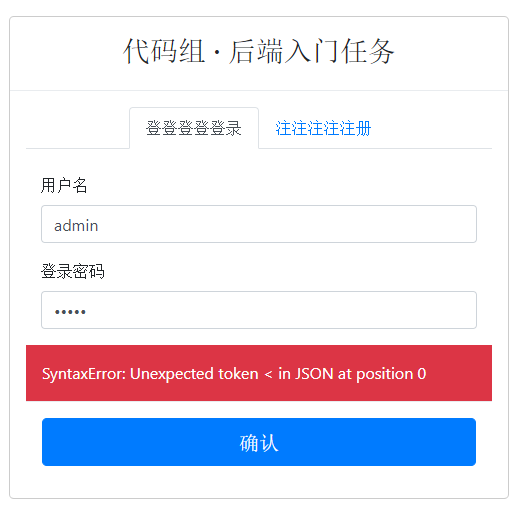 代码组 · 后端入门任务
登登登登登录 注注注注注册
用户名
admin
登录密码
•••••
SyntaxError: Unexpected token < in JSON at position 0
确认